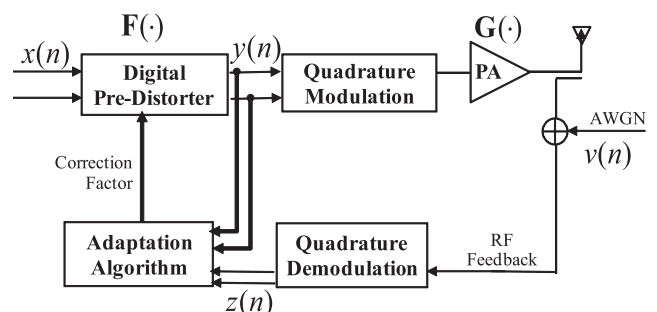 F(·)
G(·)
x(n)
y(n)
Digital
Pre-Distorter
Quadrature
Modulation
PA
AWGN
v(n)
Correction
Factor
Adaptation
Algorithm
Quadrature
Demodulation
RF
Feedback
z(n)